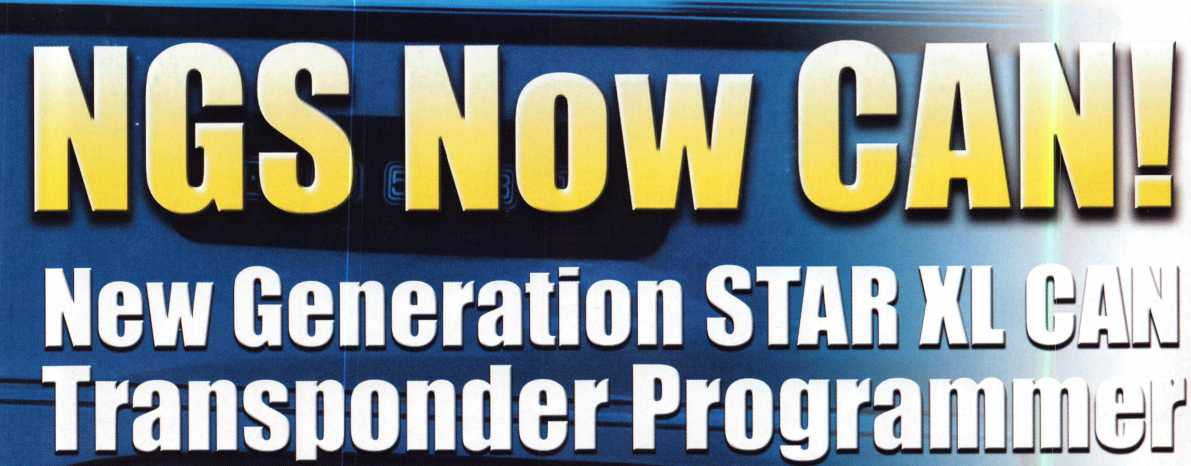 NGS Now CAN!
New Generation STAR XL CAN
Transponder Programmer